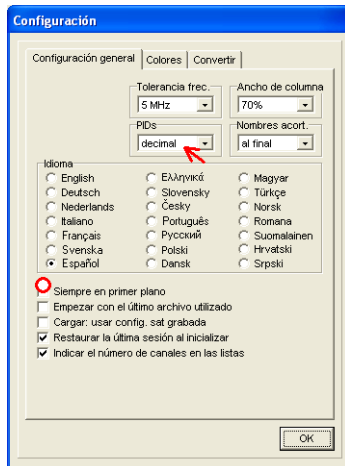 Configuración
Configuración general Colores Convertir
Tolerancia frec. Ancho de columna
5 MHz 70%
PIDs Nombres acort.
decimal al final
Idioma
English Ελληνικά Magyar
Deutsch Slovensky Türkçe
Nederlands Česky Norsk
Italiano Português Romana
Français Русский Suomalainen
Svenska Polski Hrvatski
Español Dansk Srpski
Siempre en primer plano
Empezar con el último archivo utilizado
Cargar: usar config. sat grabada
Restaurar la última sesión al inicializar
Indicar el número de canales en las listas
OK